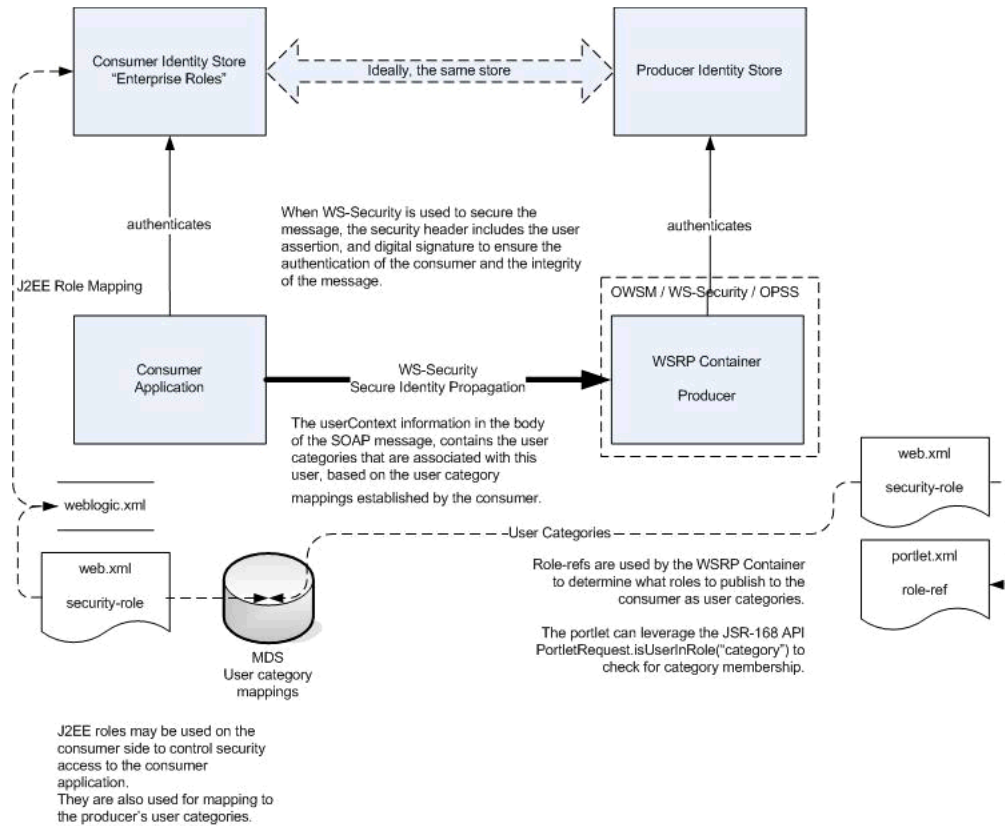 Consumer Identity Store
“Enterprise Roles”
Ideally, the same store
Producer Identity Store
authenticates
authenticates
When WS-Security is used to secure the
message, the security header includes the user
assertion, and digital signature to ensure the
authentication of the consumer and the integrity
of the message.
J2EE Role Mapping
OWSM / WS-Security / OPSS
Consumer
Application
WS-Security
Secure Identity Propagation
WSRP Container
Producer
The userContext information in the body
of the SOAP message, contains the user
categories that are associated with this
user, based on the user category
mappings established by the consumer.
web.xml
security-role
weblogic.xml
User Categories
web.xml
security-role
MDS
User category
mappings
Role-refs are used by the WSRP Container
to determine what roles to publish to the
consumer as user categories.
The portlet can leverage the JSR-168 API
PortletRequest.isUserInRole(“category”) to
check for category membership.
portlet.xml
role-ref
J2EE roles may be used on the
consumer side to control security
access to the consumer
application.
They are also used for mapping to
the producer’s user categories.